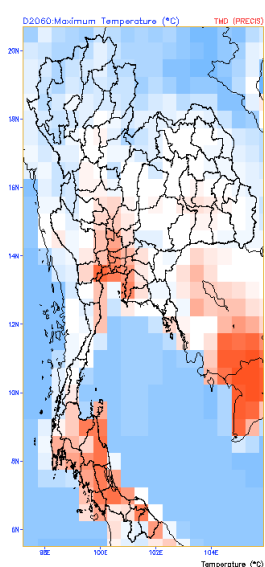 D2060:Maximum Temperature (°C) TMD (PRECIS)
20N
18N
16N
14N
12N
10N
8N
6N
98E 100E 102E 104E
Temperature (°C)